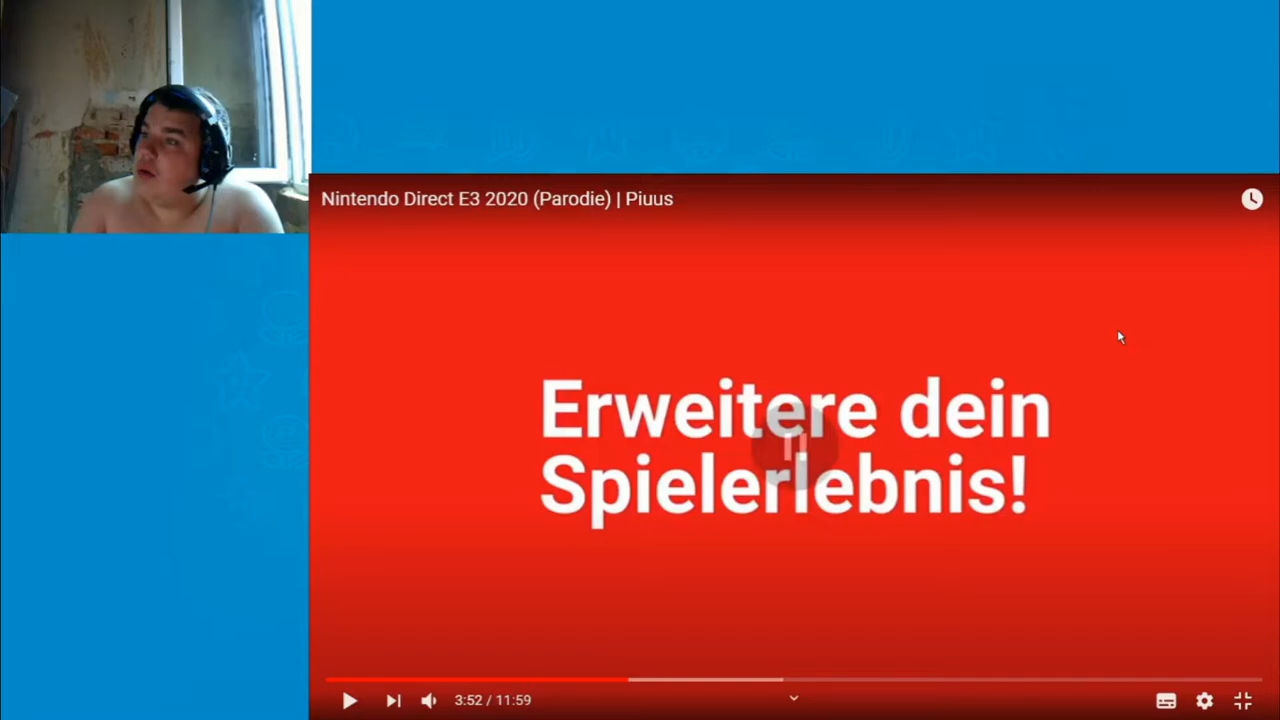 Nintendo Direct E3 2020 (Parodie) | Piuus
Erweitere dein
Spielerlebnis!
3:52 / 11:59